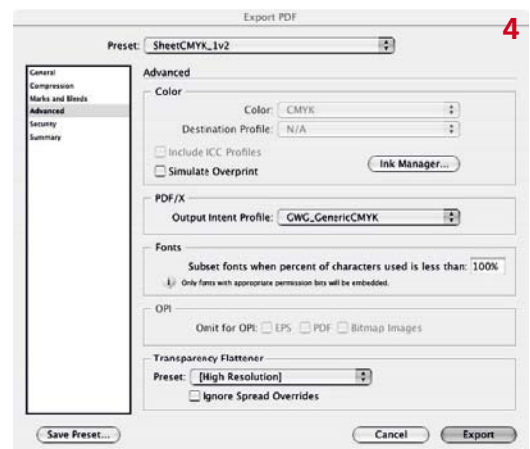 Export PDF
4
Preset: SheetCMYK_1v2
General
Compression
Marks and Bleeds
Advanced
Security
Summary
Advanced
Color
Color: CMYK
Destination Profile: N/A
Include ICC Profiles
Simulate Overprint
Ink Manager...
PDF/X
Output Intent Profile: GWG_GenericCMYK
Fonts
Subset fonts when percent of characters used is less than: 100%
Only fonts with appropriate permission bits will be embedded.
OPI
Omit for OPI: EPS PDF Bitmap Images
Transparency Flattener
Preset: [High Resolution]
Ignore Spread Overrides
Save Preset... Cancel Export